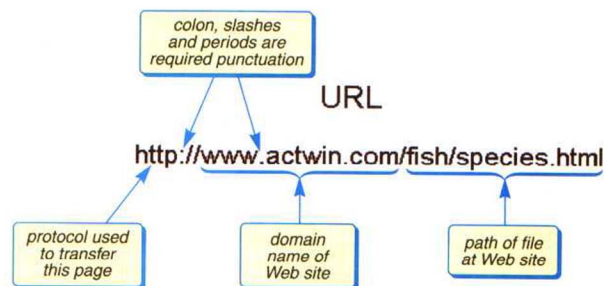 colon, slashes
and periods are
required punctuation
URL
http://www.actwin.com/fish/species.html
protocol used
to transfer
this page
domain
name of
Web site
path of file
at Web site